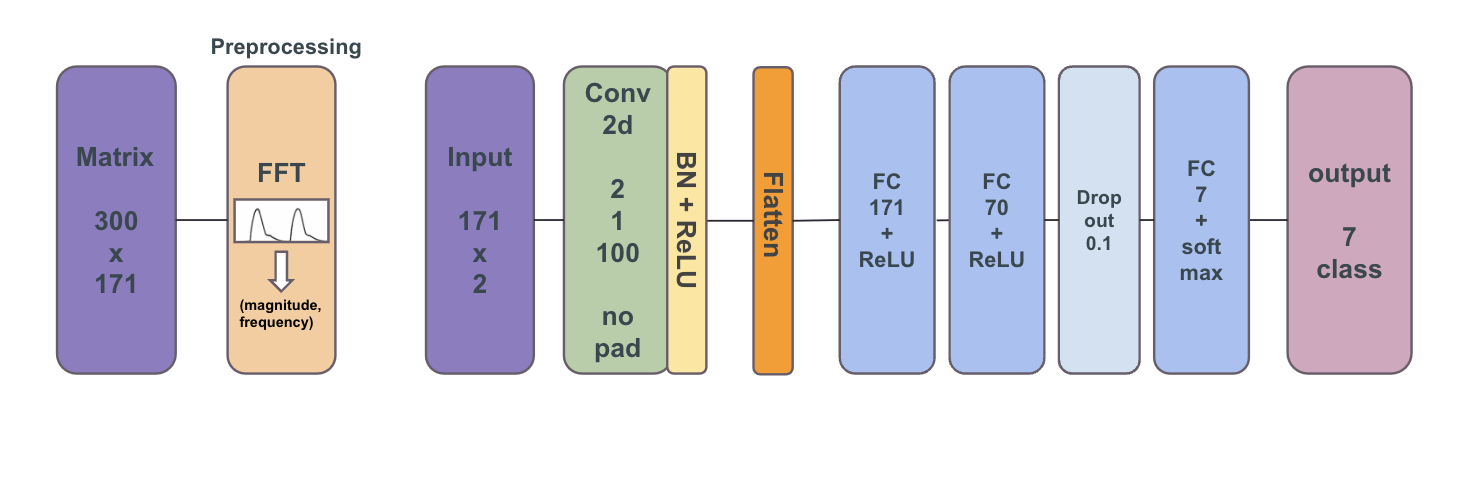 Preprocessing
Matrix
300
x
171
FFT
(magnitude,
frequency)
Input
171
x
2
Conv
2d
2
1
100
no
pad
BN + ReLU
Flatten
FC
171
+
ReLU
FC
70
+
ReLU
Drop
out
0.1
FC
7
+
soft
max
output
7
class